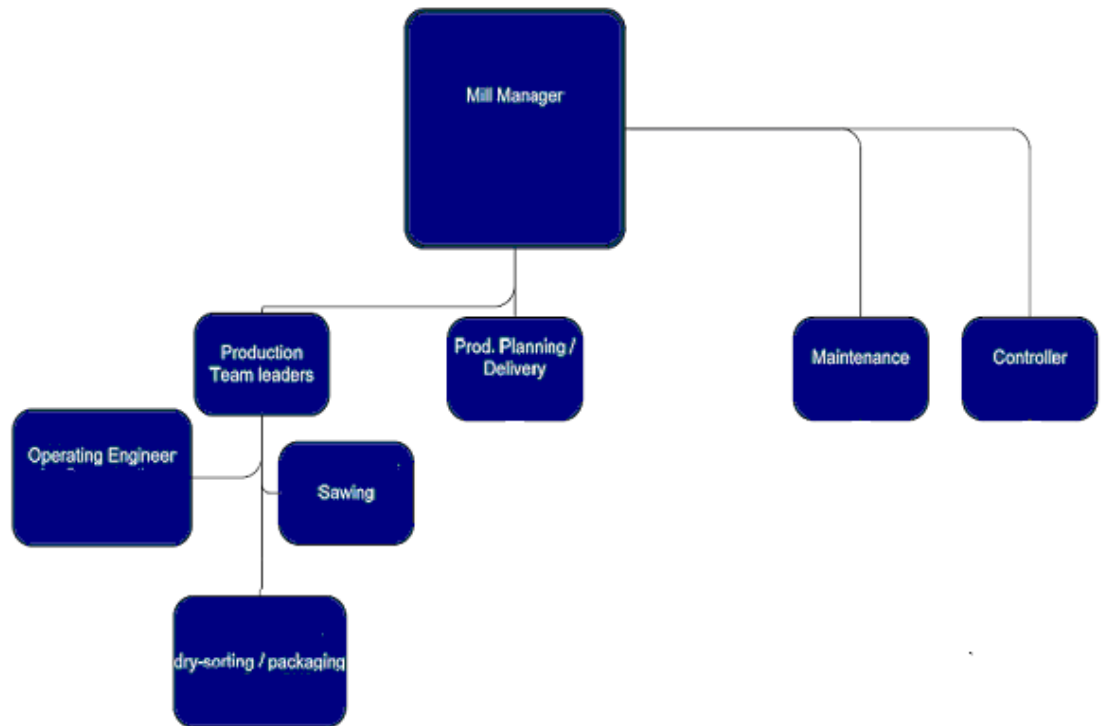 Mill Manager
Production
Team leaders
Prod. Planning /
Delivery
Maintenance
Controller
Operating Engineer
Sawing
dry-sorting / packaging